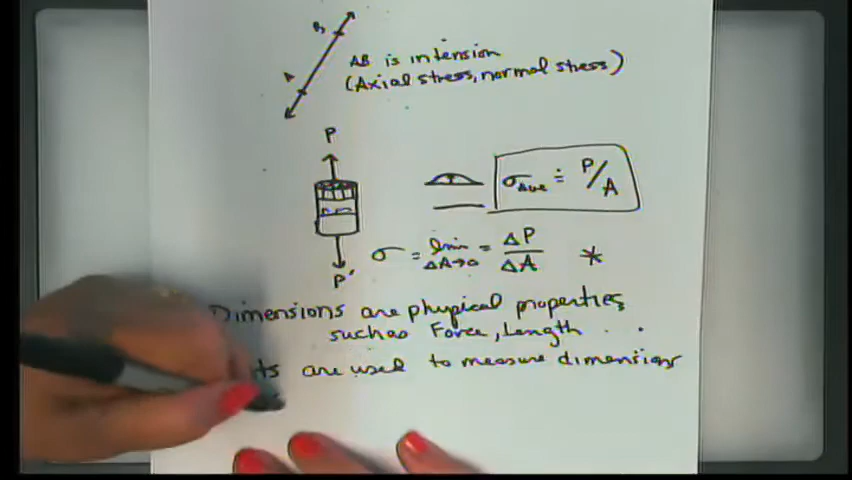 B
AB is in tension
A
(Axial stress, normal stress)
P
σAve ≐ P/A
σ = lim ΔA→0 = ΔP/ΔA *
P'
Dimensions are phyical properties
such as Force, Length . .
are used to measure dimensions